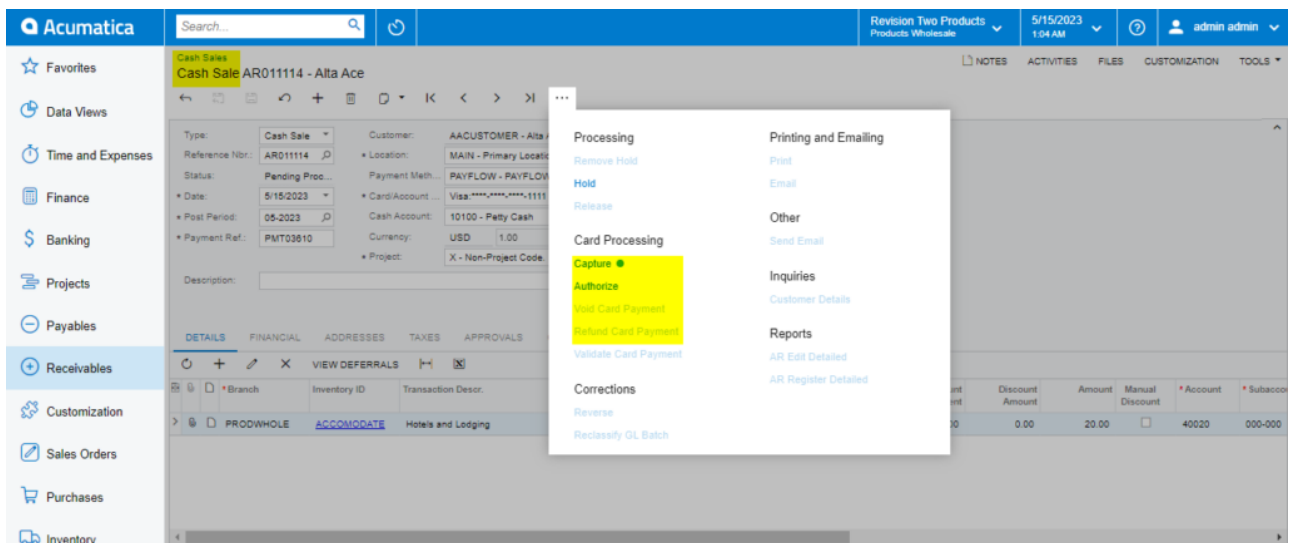 Acumatica
Search...
Revision Two Products
Products Wholesale
5/15/2023
1:04 AM
admin admin
Favorites
Data Views
Time and Expenses
Finance
Banking
Projects
Payables
Receivables
Customization
Sales Orders
Purchases
Inventory
Cash Sales
Cash Sale AR011114 - Alta Ace
NOTES ACTIVITIES FILES CUSTOMIZATION TOOLS
Type: Cash Sale Customer: AACUSTOMER - Alta
Reference Nbr.: AR011114 * Location: MAIN - Primary Locatio
Status: Pending Proc... Payment Meth... PAYFLOW - PAYFLOW
* Date: 5/15/2023 * Card/Account ... Visa:****-****-****-1111
* Post Period: 05-2023 Cash Account: 10100 - Petty Cash
* Payment Ref.: PMT03610 Currency: USD 1.00
* Project: X - Non-Project Code.
Description:
Processing
Remove Hold
Hold
Release
Card Processing
Capture
Authorize
Void Card Payment
Refund Card Payment
Validate Card Payment
Corrections
Reverse
Reclassify GL Batch
Printing and Emailing
Print
Email
Other
Send Email
Inquiries
Customer Details
Reports
AR Edit Detailed
AR Register Detailed
DETAILS FINANCIAL ADDRESSES TAXES APPROVALS
VIEW DEFERRALS
* Branch Inventory ID Transaction Descr. Discount Amount Amount Manual Discount * Account * Subaccou
PRODWHOLE ACCOMODATE Hotels and Lodging 0.00 20.00 40020 000-000